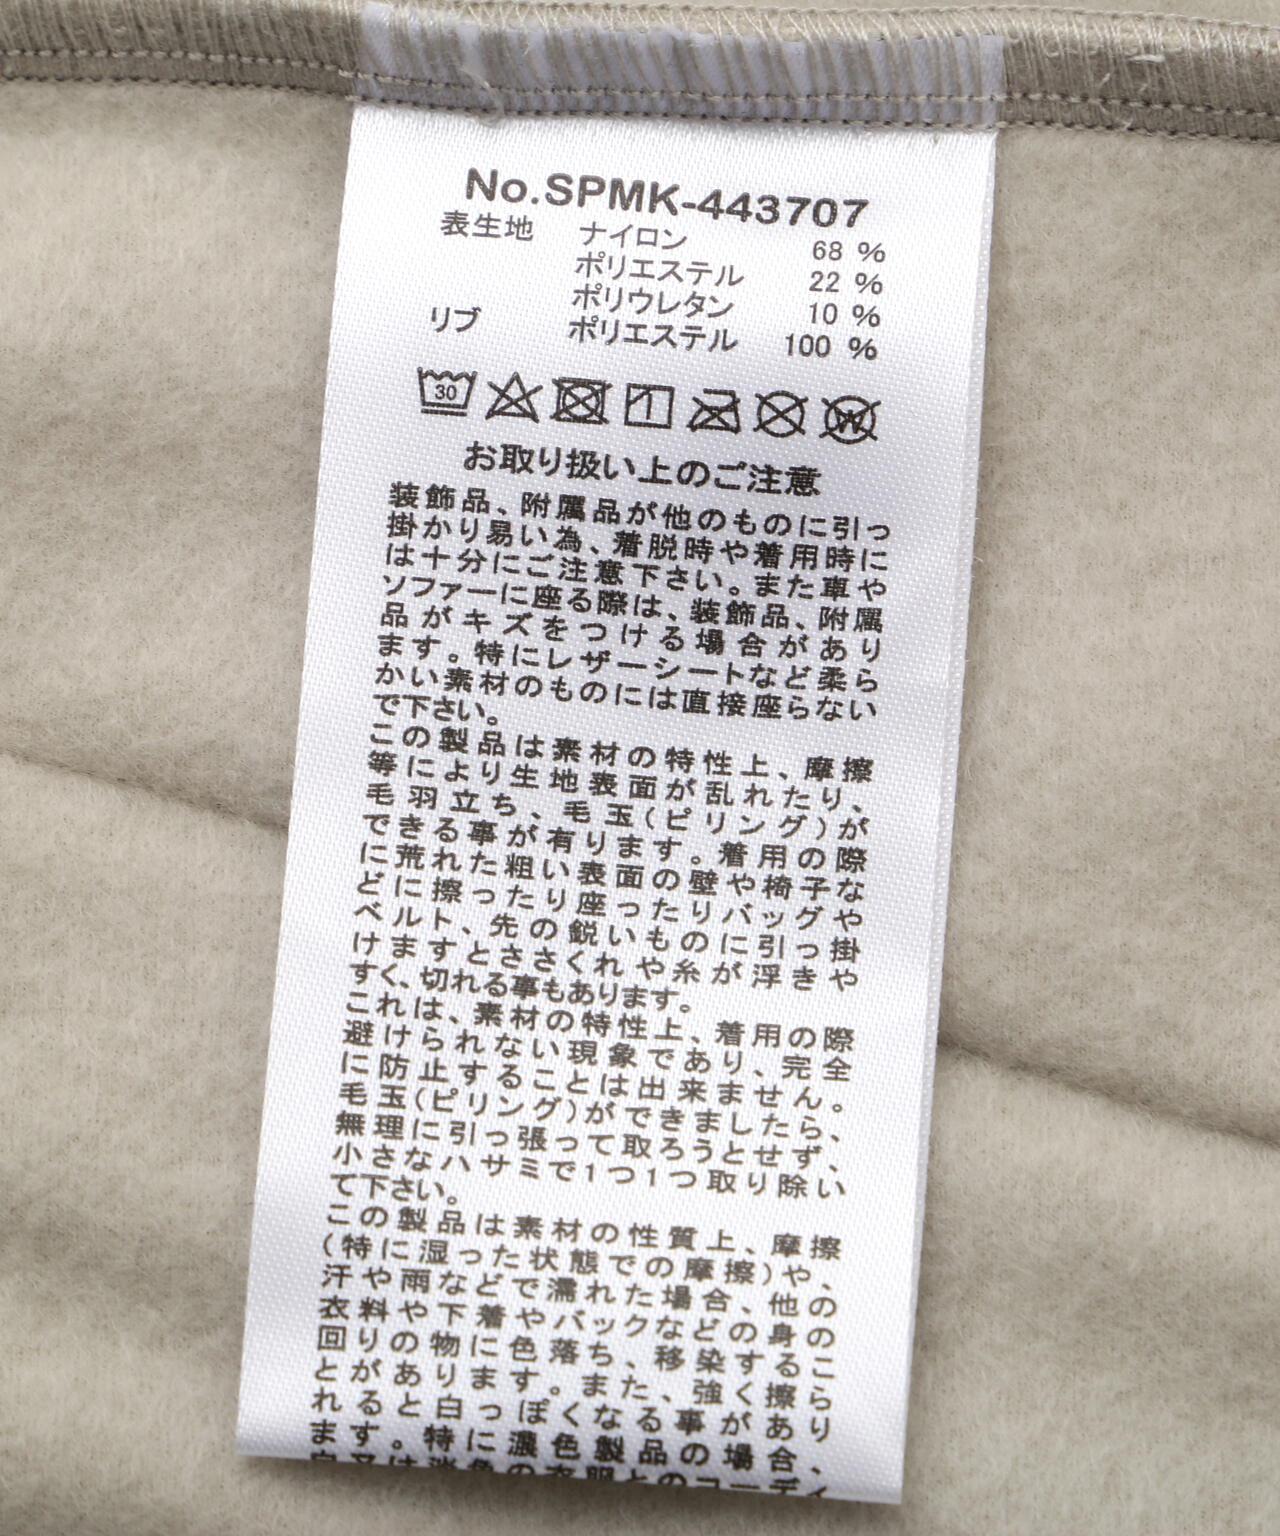 No.SPMK-443707
表生地 ナイロン 68 %
ポリエステル 22 %
ポリウレタン 10 %
リブ ポリエステル 100 %
30 W
お取り扱い上のご注意
装飾品、附属品が他のものに引っ
掛かり易い為、着脱時や着用時に
は十分にご注意下さい。また車や
ソファーに座る際は、装飾品、附属
品がキズをつける場合があり
ます。特にレザーシートなど柔ら
かい素材のものには直接座らない
で下さい。
この製品は素材の特性上、摩擦
等により生地表面が乱れたり、
毛羽立ち、毛玉(ピリング)が
できる事が有ります。着用の際
に荒れた粗い表面の壁や椅子な
どに擦ったり座ったりバッグや
ベルト、先の鋭いものに引っ掛
けますとささくれや糸が浮きや
すく、切れる事もあります。
これは、素材の特性上、着用の際
避けられない現象であり、完全
に防止することは出来ません。
毛玉(ピリング)ができましたら、
無理に引っ張って取ろうとせず、
小さなハサミで1つ1つ取り除い
て下さい。
この製品は素材の性質上、摩擦
(特に湿った状態での摩擦)や、
汗や雨などで濡れた場合、他の
衣料や下着やバックなどの身の
回りの物に色落ち、移染するこ
とがあります。また、強く擦ら
れると白っぽくなる事があり
ます。特に濃色製品の場合、
白又は淡色の衣服とのコーディ